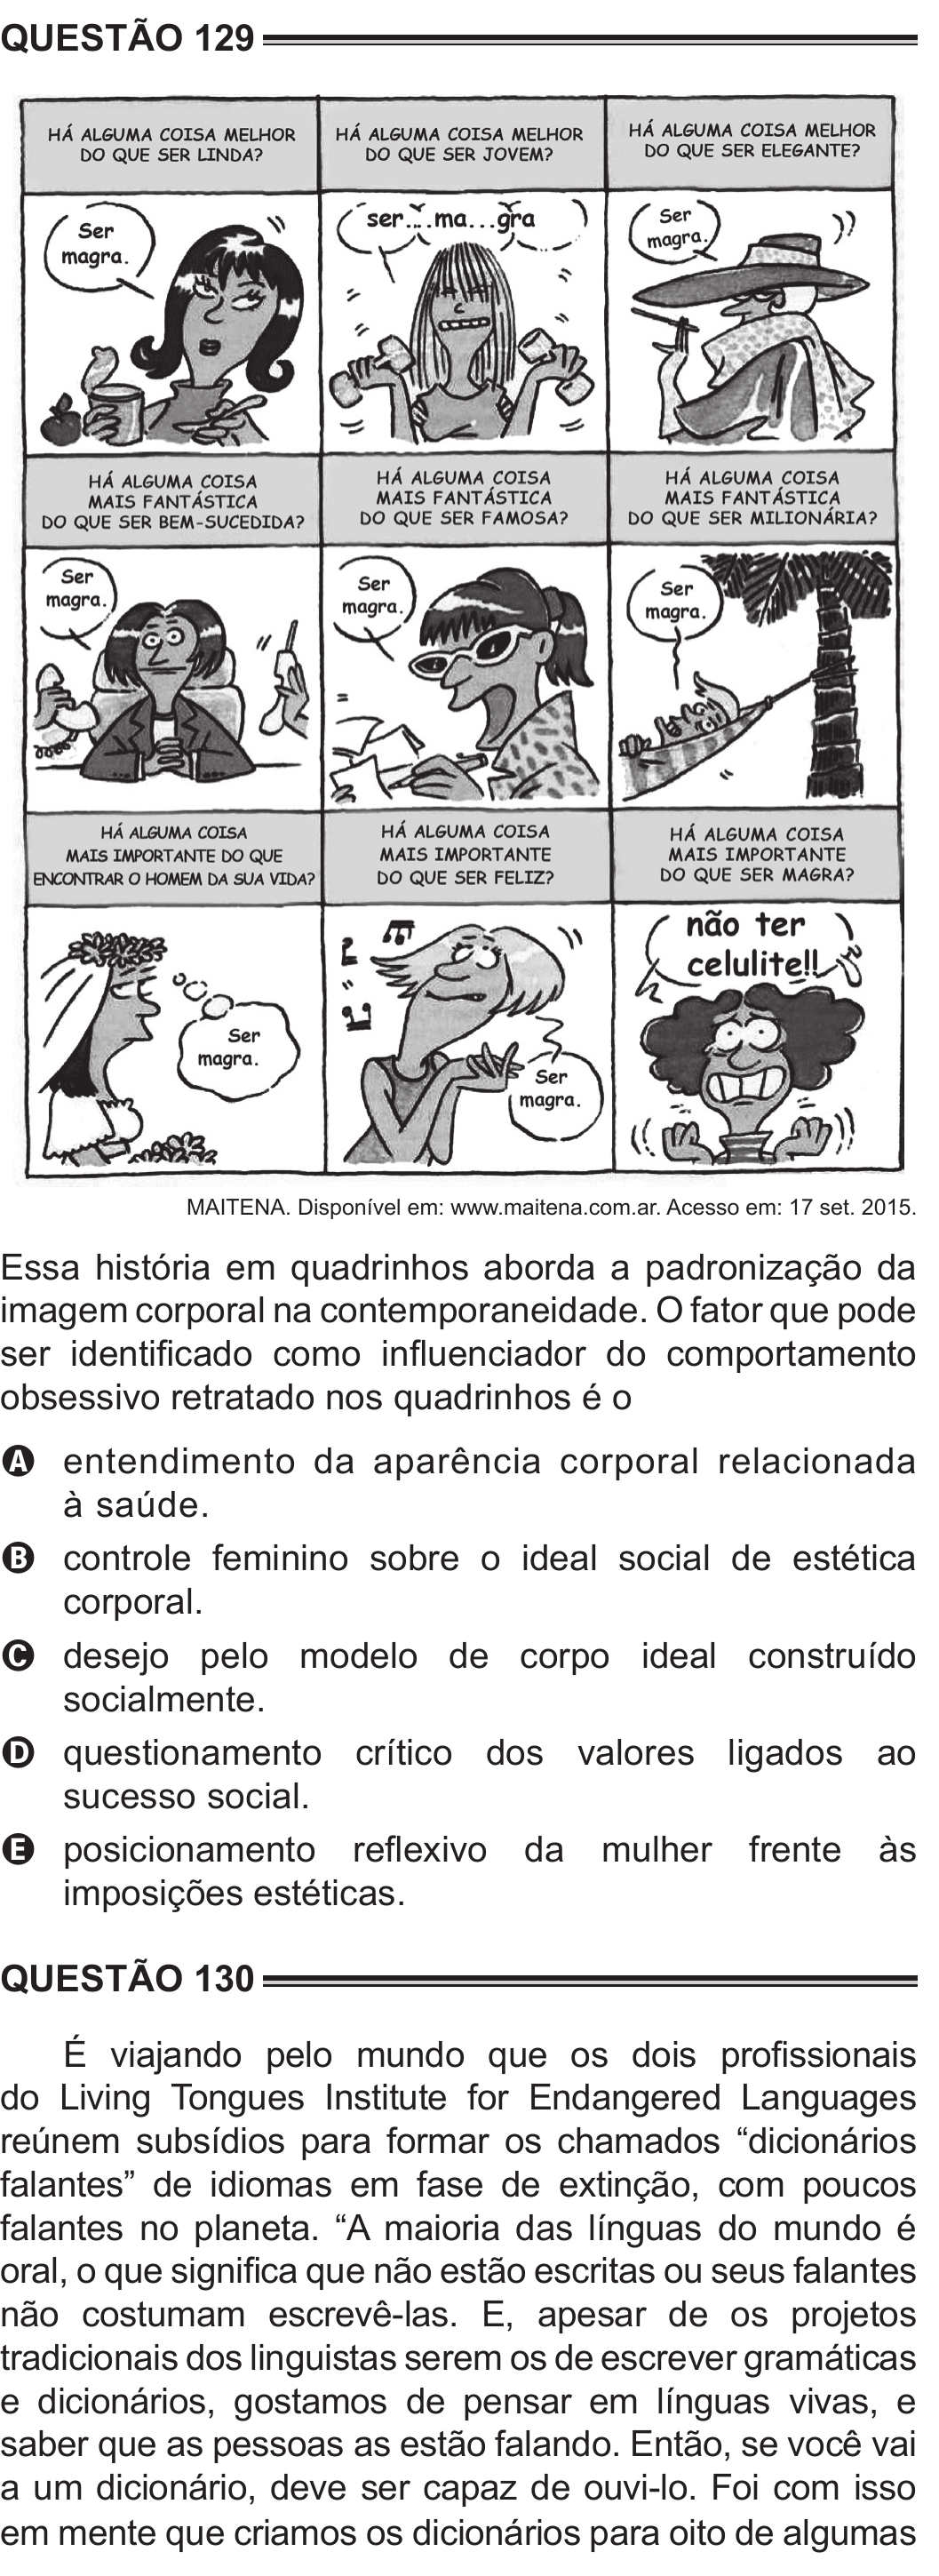 QUESTÃO 129
HÁ ALGUMA COISA MELHOR
DO QUE SER LINDA?
Ser
magra.
HÁ ALGUMA COISA MELHOR
DO QUE SER JOVEM?
ser....ma...gra
HÁ ALGUMA COISA MELHOR
DO QUE SER ELEGANTE?
Ser
magra.
HÁ ALGUMA COISA
MAIS FANTÁSTICA
DO QUE SER BEM-SUCEDIDA?
Ser
magra.
HÁ ALGUMA COISA
MAIS FANTÁSTICA
DO QUE SER FAMOSA?
Ser
magra.
HÁ ALGUMA COISA
MAIS FANTÁSTICA
DO QUE SER MILIONÁRIA?
Ser
magra.
HÁ ALGUMA COISA
MAIS IMPORTANTE DO QUE
ENCONTRAR O HOMEM DA SUA VIDA?
Ser
magra.
HÁ ALGUMA COISA
MAIS IMPORTANTE
DO QUE SER FELIZ?
Ser
magra.
HÁ ALGUMA COISA
MAIS IMPORTANTE
DO QUE SER MAGRA?
não ter
celulite!!
MAITENA. Disponível em: www.maitena.com.ar. Acesso em: 17 set. 2015.
Essa história em quadrinhos aborda a padronização da
imagem corporal na contemporaneidade. O fator que pode
ser identificado como influenciador do comportamento
obsessivo retratado nos quadrinhos é o
A entendimento da aparência corporal relacionada
à saúde.
B controle feminino sobre o ideal social de estética
corporal.
C desejo pelo modelo de corpo ideal construído
socialmente.
D questionamento crítico dos valores ligados ao
sucesso social.
E posicionamento reflexivo da mulher frente às
imposições estéticas.
QUESTÃO 130
É viajando pelo mundo que os dois profissionais
do Living Tongues Institute for Endangered Languages
reúnem subsídios para formar os chamados “dicionários
falantes” de idiomas em fase de extinção, com poucos
falantes no planeta. “A maioria das línguas do mundo é
oral, o que significa que não estão escritas ou seus falantes
não costumam escrevê-las. E, apesar de os projetos
tradicionais dos linguistas serem os de escrever gramáticas
e dicionários, gostamos de pensar em línguas vivas, e
saber que as pessoas as estão falando. Então, se você vai
a um dicionário, deve ser capaz de ouvi-lo. Foi com isso
em mente que criamos os dicionários para oito de algumas